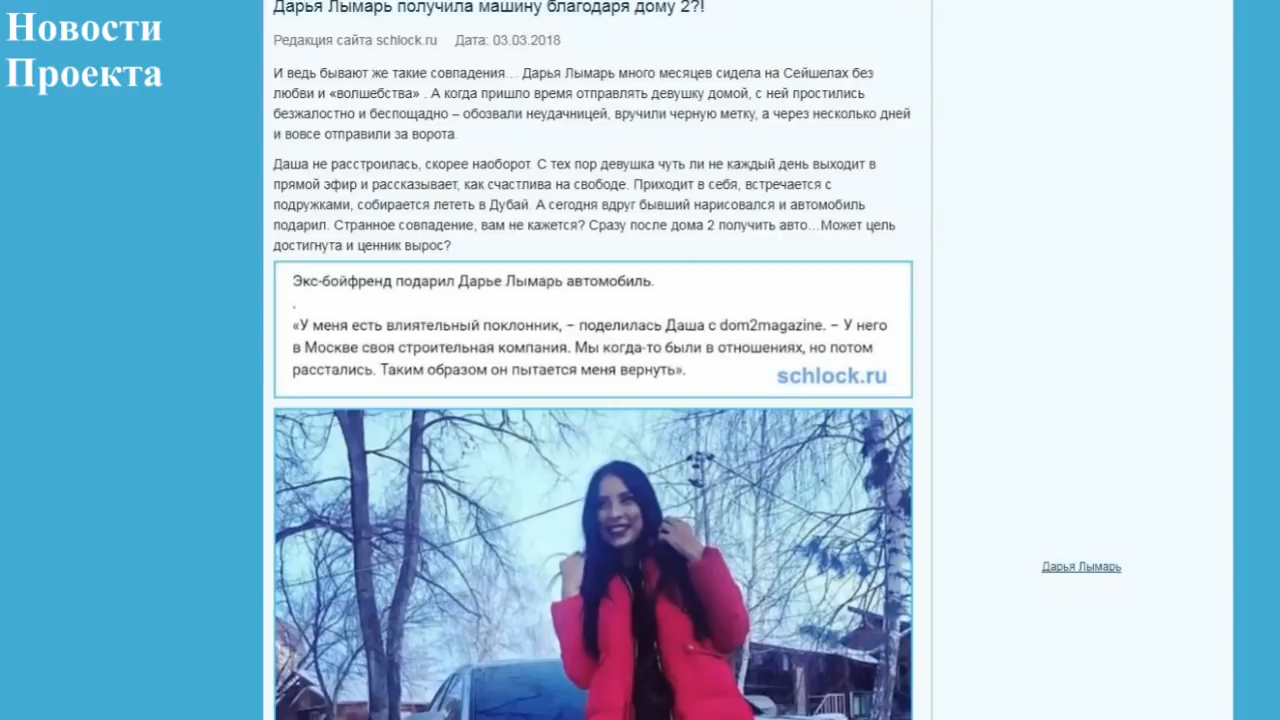 Новости
Проекта
Дарья Лымарь получила машину благодаря дому 2?!
Редакция сайта schlock.ru Дата: 03.03.2018
И ведь бывают же такие совпадения… Дарья Лымарь много месяцев сидела на Сейшелах без
любви и «волшебства» . А когда пришло время отправлять девушку домой, с ней простились
безжалостно и беспощадно – обозвали неудачницей, вручили черную метку, а через несколько дней
и вовсе отправили за ворота.
Даша не расстроилась, скорее наоборот. С тех пор девушка чуть ли не каждый день выходит в
прямой эфир и рассказывает, как счастлива на свободе. Приходит в себя, встречается с
подружками, собирается лететь в Дубай. А сегодня вдруг бывший нарисовался и автомобиль
подарил. Странное совпадение, вам не кажется? Сразу после дома 2 получить авто…Может цель
достигнута и ценник вырос?
Экс-бойфренд подарил Дарье Лымарь автомобиль.
.
«У меня есть влиятельный поклонник, – поделилась Даша с dom2magazine. – У него
в Москве своя строительная компания. Мы когда-то были в отношениях, но потом
расстались. Таким образом он пытается меня вернуть».
schlock.ru
Дарья Лымарь